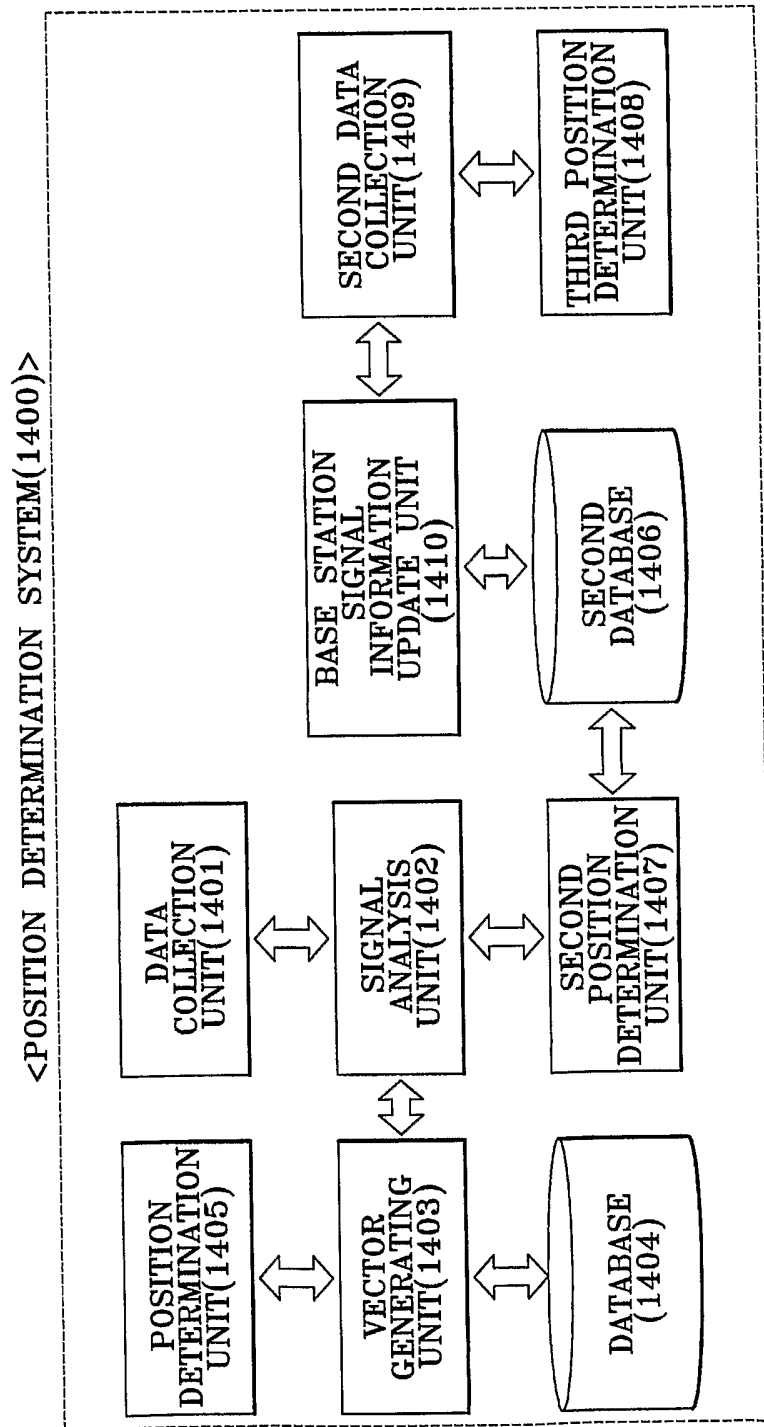 <POSITION DETERMINATION SYSTEM(1400)>
POSITION
DETERMINATION
UNIT(1405)
DATA
COLLECTION
UNIT(1401)
VECTOR
GENERATING
UNIT(1403)
SIGNAL
ANALYSIS
UNIT(1402)
BASE STATION
SIGNAL
INFORMATION
UPDATE UNIT
(1410)
SECOND DATA
COLLECTION
UNIT(1409)
DATABASE
(1404)
SECOND
POSITION
DETERMINATION
UNIT(1407)
SECOND
DATABASE
(1406)
THIRD POSITION
DETERMINATION
UNIT(1408)